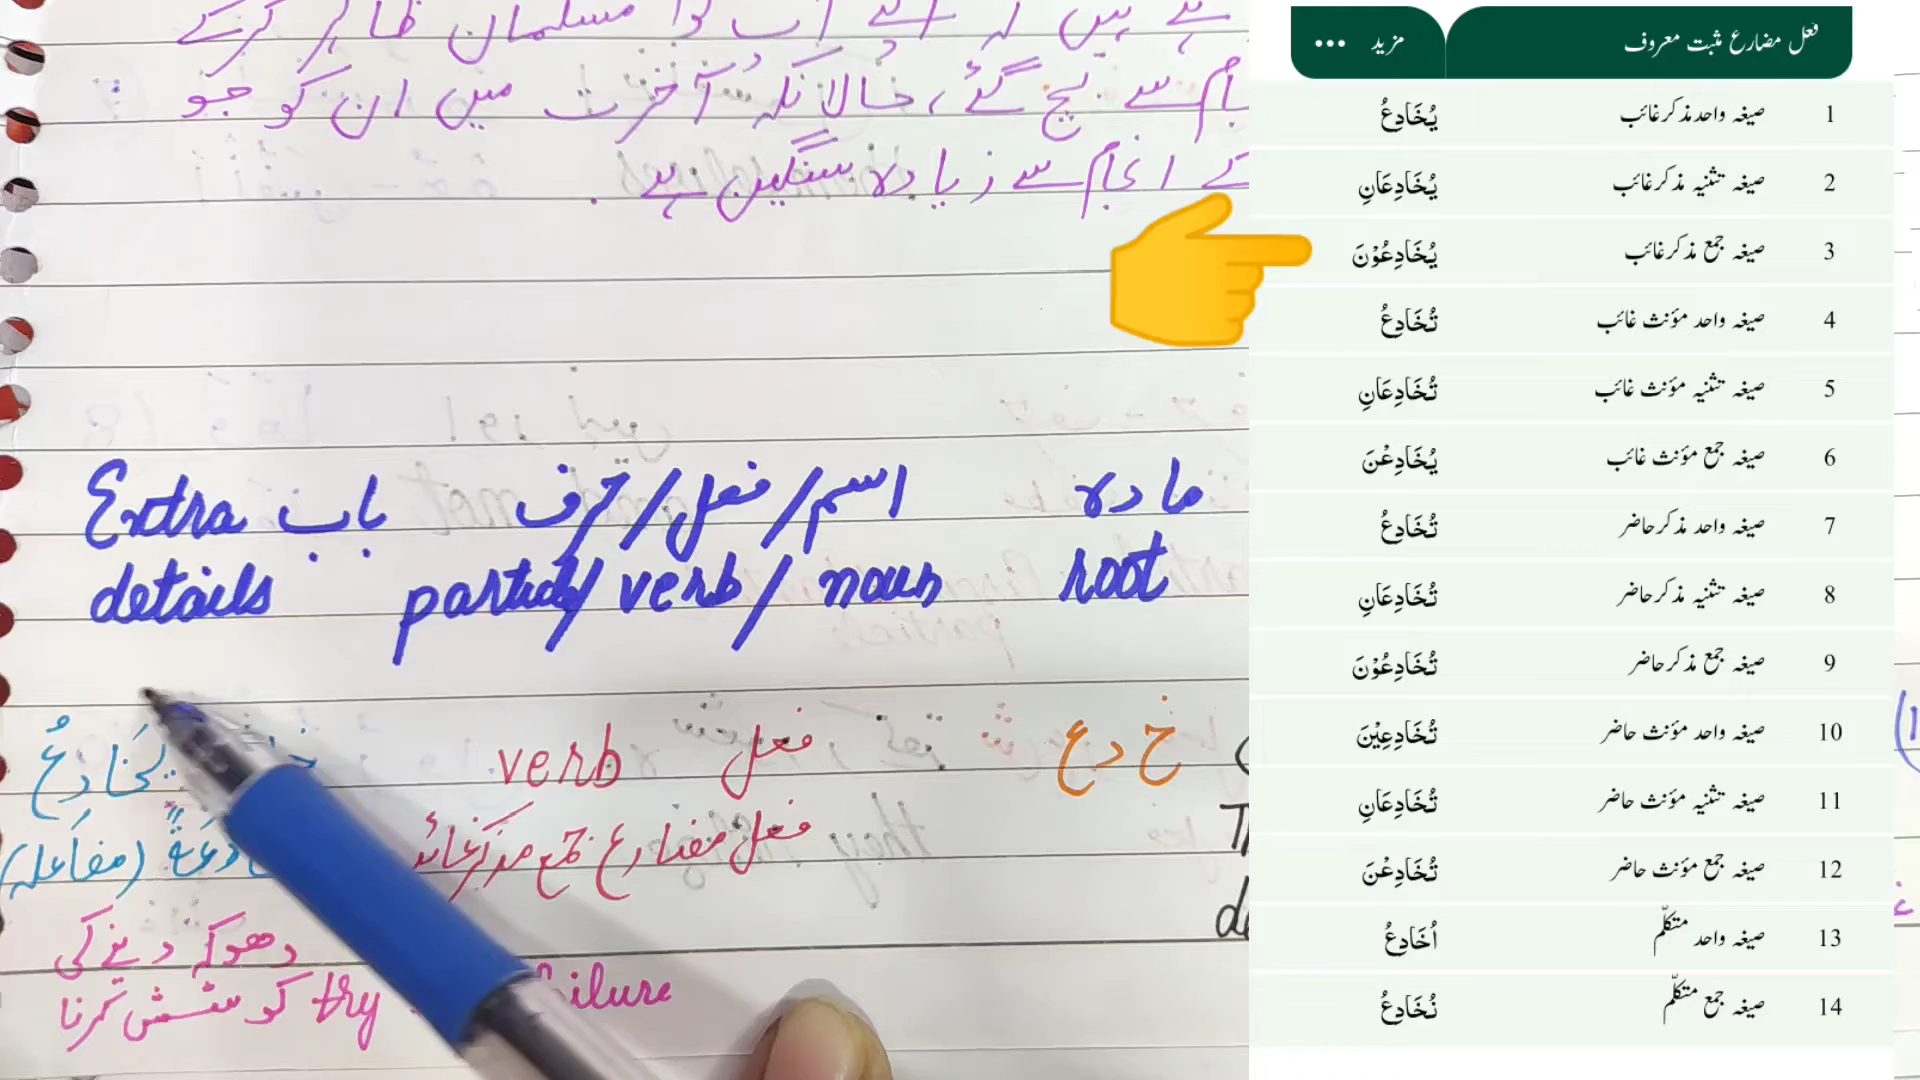 ہے ہیں کہ اپنے آپ کو مسلمان ظاہر کرکے
انجام سے بچ گئے، حالانکہ آخرت میں ان کو جو
کے انجام سے زیادہ سنگین ہے۔
مادہ اسم/فعل/حرف باب Extra
root noun / verb / particle details
خ د ع فعل verb يُخَادِعُ
فعل مضارع جمع مذکر غائب (مفاعلہ)
دھوکہ دینے کی
کوشش کرنا try
فعل مضارع مثبت معروف مزید •••
1 صیغہ واحد مذکر غائب يُخَادِعُ
2 صیغہ تثنیہ مذکر غائب يُخَادِعَانِ
3 صیغہ جمع مذکر غائب يُخَادِعُوْنَ
4 صیغہ واحد مؤنث غائب تُخَادِعُ
5 صیغہ تثنیہ مؤنث غائب تُخَادِعَانِ
6 صیغہ جمع مؤنث غائب يُخَادِعْنَ
7 صیغہ واحد مذکر حاضر تُخَادِعُ
8 صیغہ تثنیہ مذکر حاضر تُخَادِعَانِ
9 صیغہ جمع مذکر حاضر تُخَادِعُوْنَ
10 صیغہ واحد مؤنث حاضر تُخَادِعِيْنَ
11 صیغہ تثنیہ مؤنث حاضر تُخَادِعَانِ
12 صیغہ جمع مؤنث حاضر تُخَادِعْنَ
13 صیغہ واحد متکلّم اُخَادِعُ
14 صیغہ جمع متکلّم نُخَادِعُ